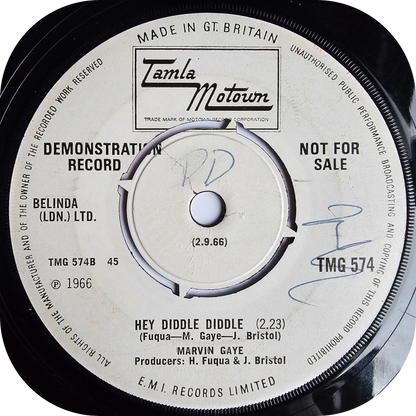 MADE IN GT. BRITAIN
ALL RIGHTS OF THE MANUFACTURER AND OF THE OWNER OF THE RECORDED WORK RESERVED
UNAUTHORISED PUBLIC PERFORMANCE BROADCASTING AND COPYING OF THIS RECORD PROHIBITED
Tamla
Motown
TRADE MARK OF MOTOWN RECORD CORPORATION
DEMONSTRATION
RECORD
NOT FOR
SALE
RD
BELINDA
(LDN.) LTD.
(2.9.66)
TMG 574B 45
TMG 574
℗ 1966
HEY DIDDLE DIDDLE (2.23)
(Fuqua—M. Gaye—J. Bristol)
MARVIN GAYE
Producers: H. Fuqua & J. Bristol
E.M.I. RECORDS LIMITED